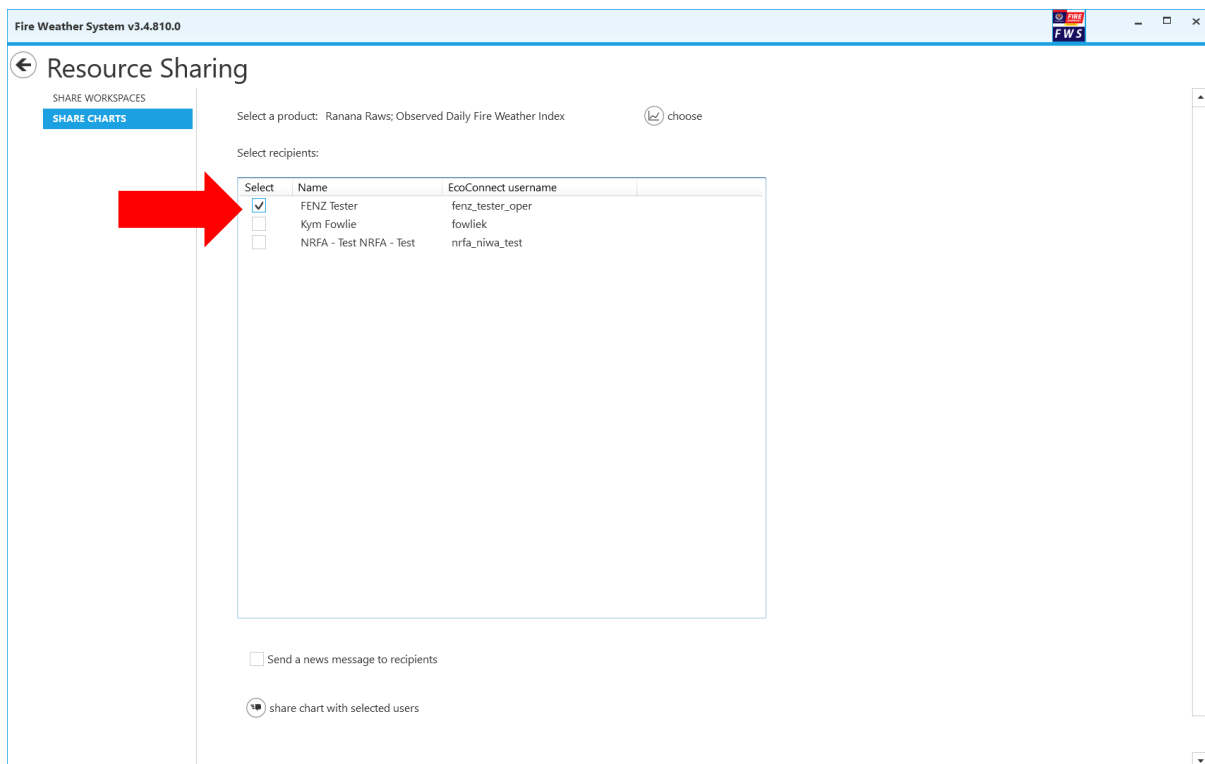 Fire Weather System v3.4.810.0
FIRE
FWS
Resource Sharing
SHARE WORKSPACES
SHARE CHARTS
Select a product: Ranana Raws; Observed Daily Fire Weather Index choose
Select recipients:
Select Name EcoConnect username
FENZ Tester fenz_tester_oper
Kym Fowlie fowliek
NRFA - Test NRFA - Test nrfa_niwa_test
Send a news message to recipients
share chart with selected users